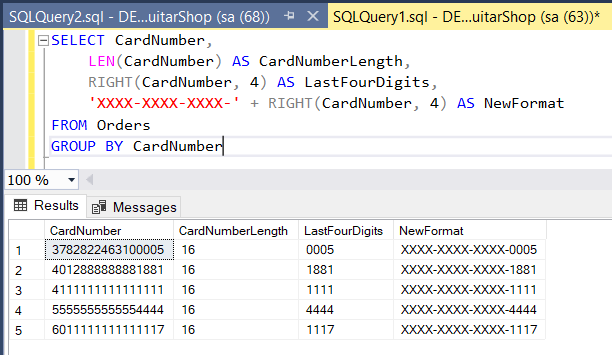 SQLQuery2.sql - DE...uitarShop (sa (68)) SQLQuery1.sql - DE...uitarShop (sa (63))*
SELECT CardNumber,
LEN(CardNumber) AS CardNumberLength,
RIGHT(CardNumber, 4) AS LastFourDigits,
'XXXX-XXXX-XXXX-' + RIGHT(CardNumber, 4) AS NewFormat
FROM Orders
GROUP BY CardNumber
100 %
Results Messages
CardNumber CardNumberLength LastFourDigits NewFormat
1 3782822463100005 16 0005 XXXX-XXXX-XXXX-0005
2 4012888888881881 16 1881 XXXX-XXXX-XXXX-1881
3 4111111111111111 16 1111 XXXX-XXXX-XXXX-1111
4 5555555555554444 16 4444 XXXX-XXXX-XXXX-4444
5 6011111111111117 16 1117 XXXX-XXXX-XXXX-1117